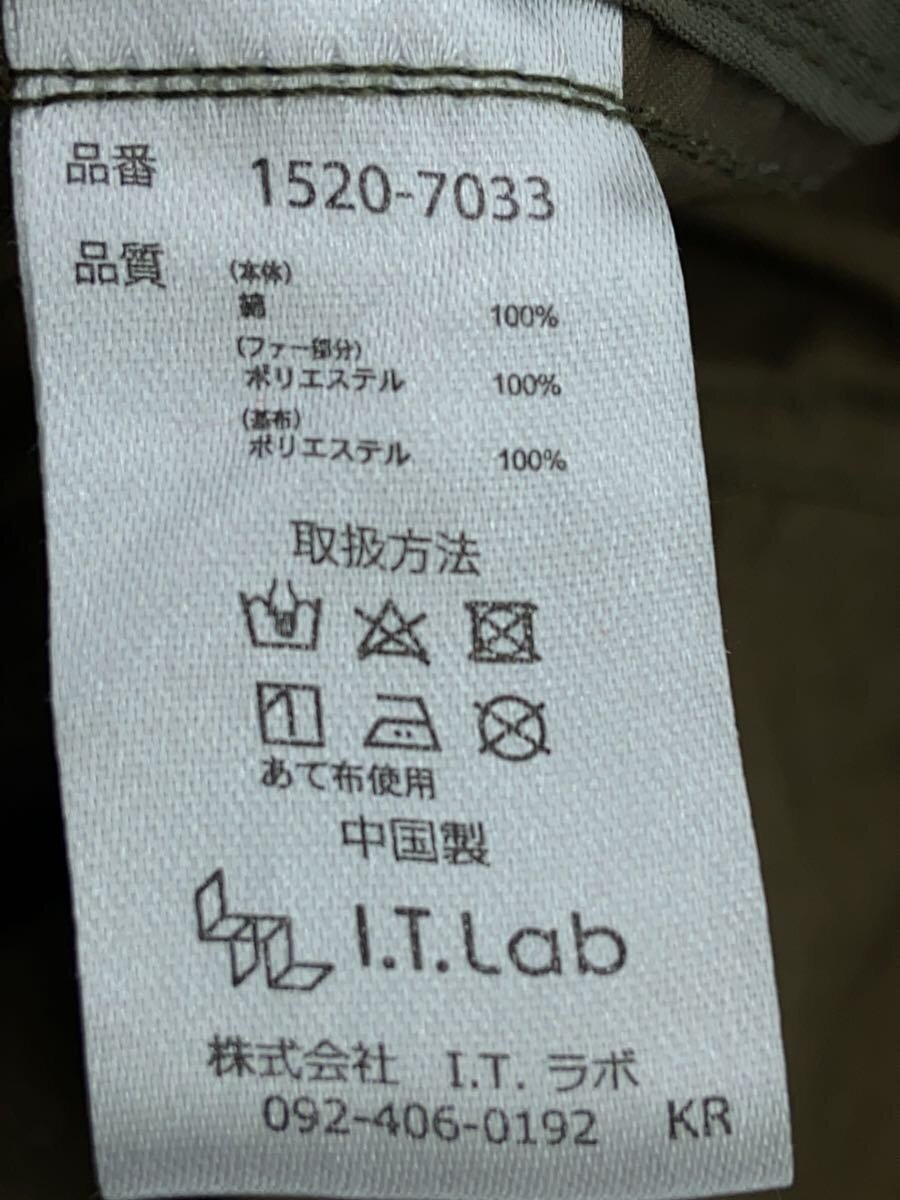 品番 1520-7033
品質 (本体)
綿 100%
(ファー部分)
ポリエステル 100%
(基布)
ポリエステル 100%
取扱方法
あて布使用
中国製
I.T.Lab
株式会社 I.T. ラボ
092-406-0192 KR